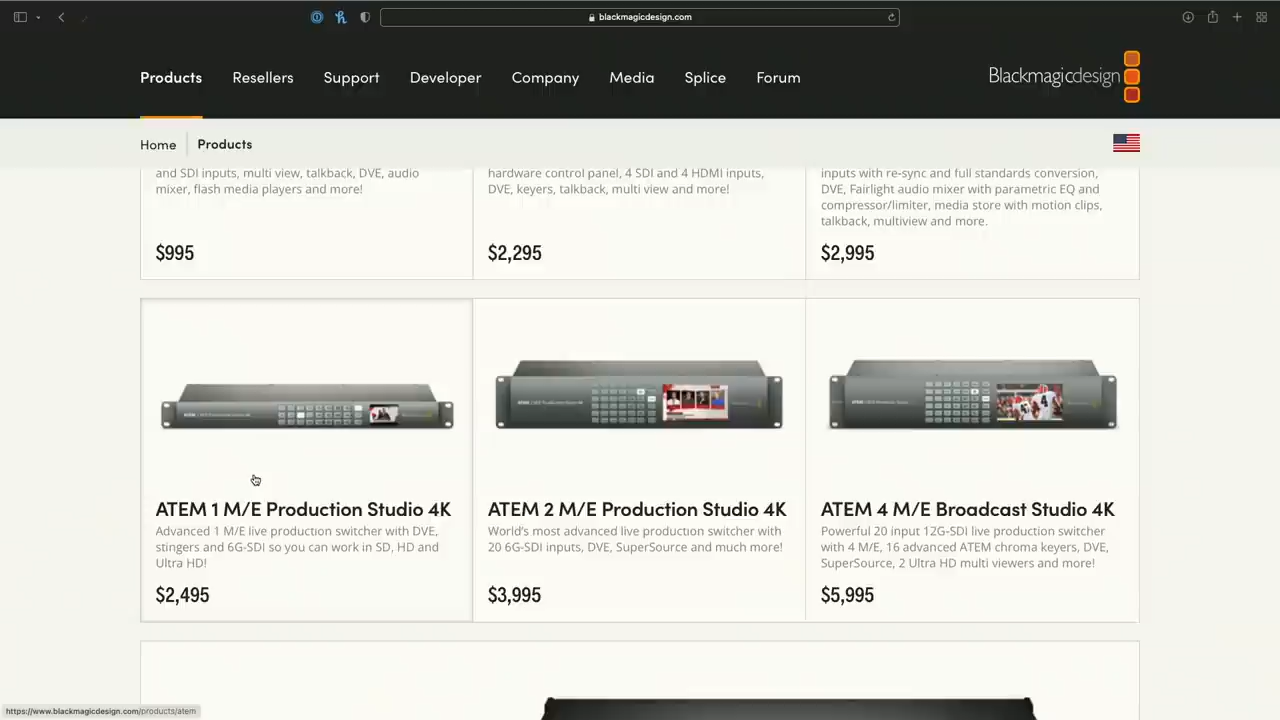 blackmagicdesign.com
Products Resellers Support Developer Company Media Splice Forum
Blackmagicdesign
Home Products
and SDI inputs, multi view, talkback, DVE, audio
mixer, flash media players and more!
$995
hardware control panel, 4 SDI and 4 HDMI inputs,
DVE, keyers, talkback, multi view and more!
$2,295
inputs with re-sync and full standards conversion,
DVE, Fairlight audio mixer with parametric EQ and
compressor/limiter, media store with motion clips,
talkback, multiview and more.
$2,995
ATEM 1 M/E Production Studio 4K
Advanced 1 M/E live production switcher with DVE,
stingers and 6G-SDI so you can work in SD, HD and
Ultra HD!
$2,495
ATEM 2 M/E Production Studio 4K
World's most advanced live production switcher with
20 6G-SDI inputs, DVE, SuperSource and much more!
$3,995
ATEM 4 M/E Broadcast Studio 4K
Powerful 20 input 12G-SDI live production switcher
with 4 M/E, 16 advanced ATEM chroma keyers, DVE,
SuperSource, 2 Ultra HD multi viewers and more!
$5,995
https://www.blackmagicdesign.com/products/atem